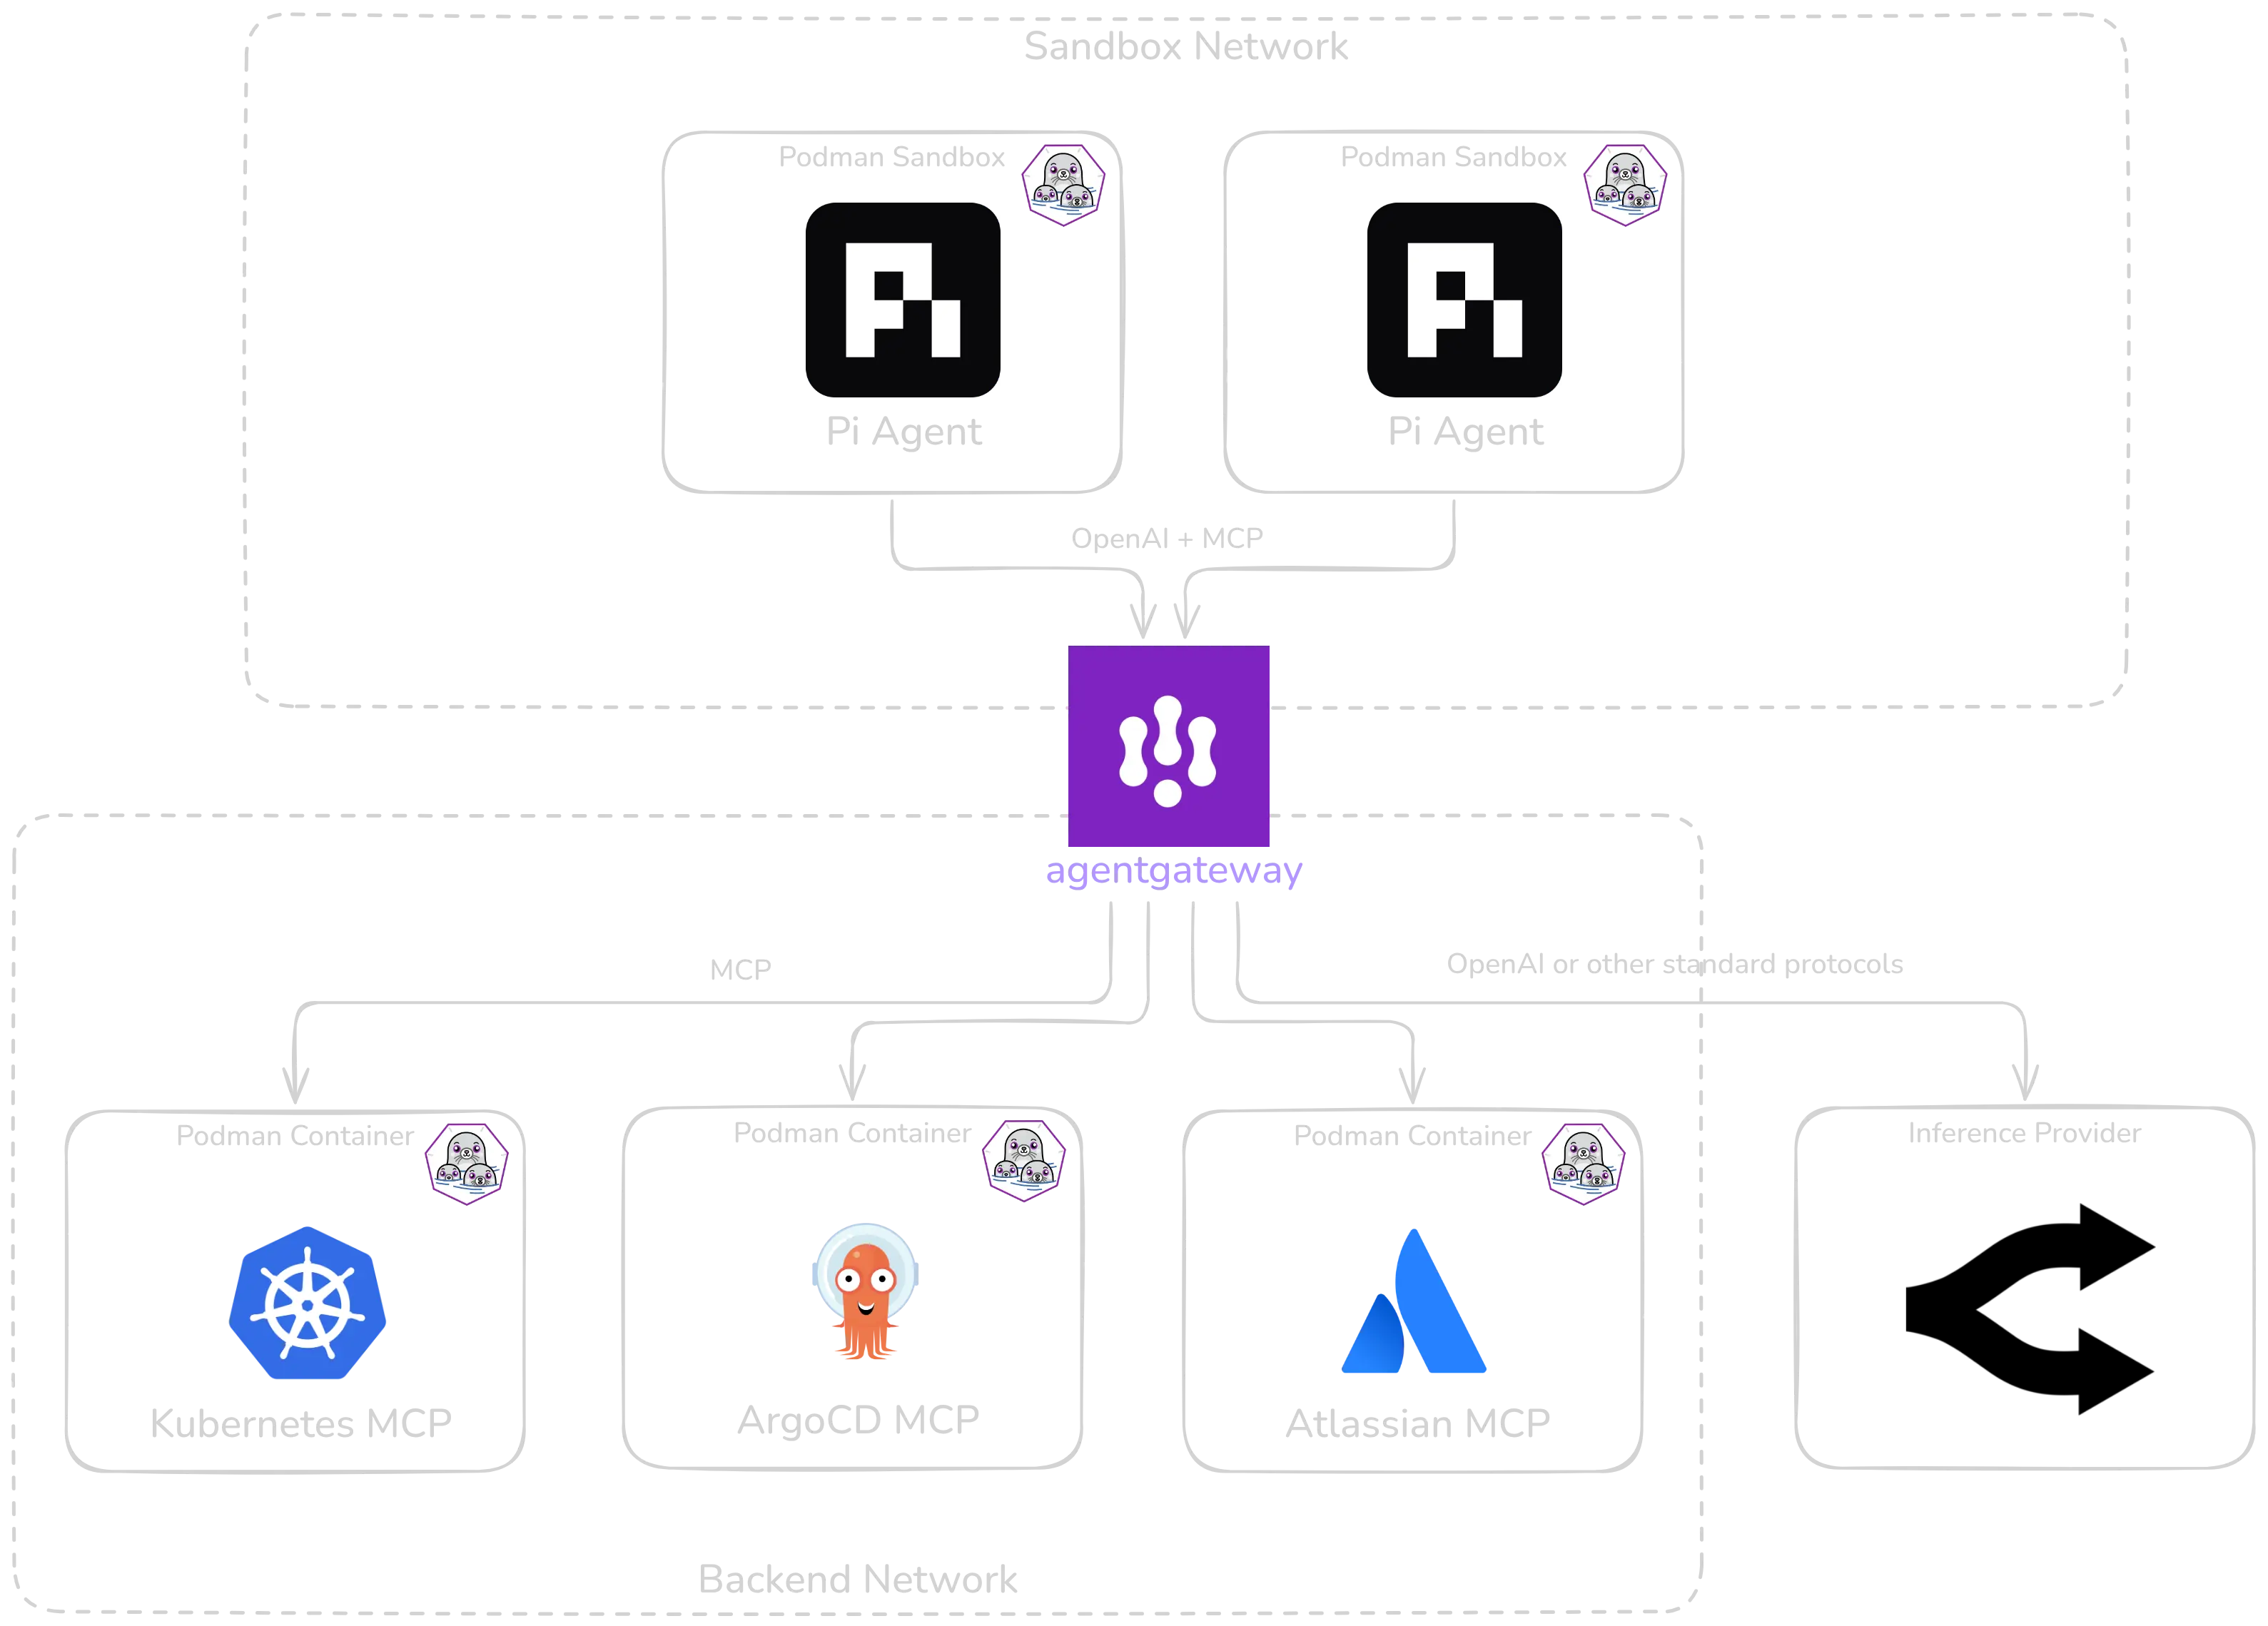 Sandbox Network
Podman Sandbox
Podman Sandbox
Pi Agent
Pi Agent
OpenAI + MCP
agentgateway
MCP
OpenAI or other standard protocols
Podman Container
Podman Container
Podman Container
Inference Provider
Kubernetes MCP
ArgoCD MCP
Atlassian MCP
Backend Network